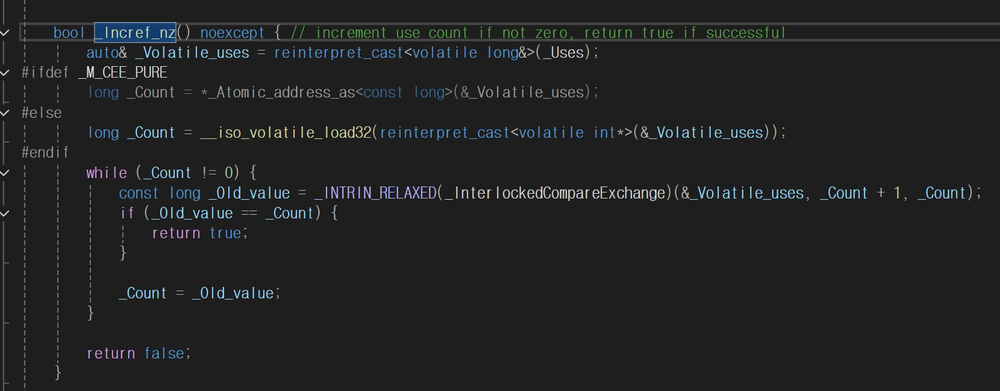 bool _Incref_nz() noexcept { // increment use count if not zero, return true if successful
auto& _Volatile_uses = reinterpret_cast<volatile long&>(_Uses);
#ifdef _M_CEE_PURE
long _Count = *_Atomic_address_as<const long>(&_Volatile_uses);
#else
long _Count = __iso_volatile_load32(reinterpret_cast<volatile int*>(&_Volatile_uses));
#endif
while (_Count != 0) {
const long _Old_value = _INTRIN_RELAXED(_InterlockedCompareExchange)(&_Volatile_uses, _Count + 1, _Count);
if (_Old_value == _Count) {
return true;
}
_Count = _Old_value;
}
return false;
}